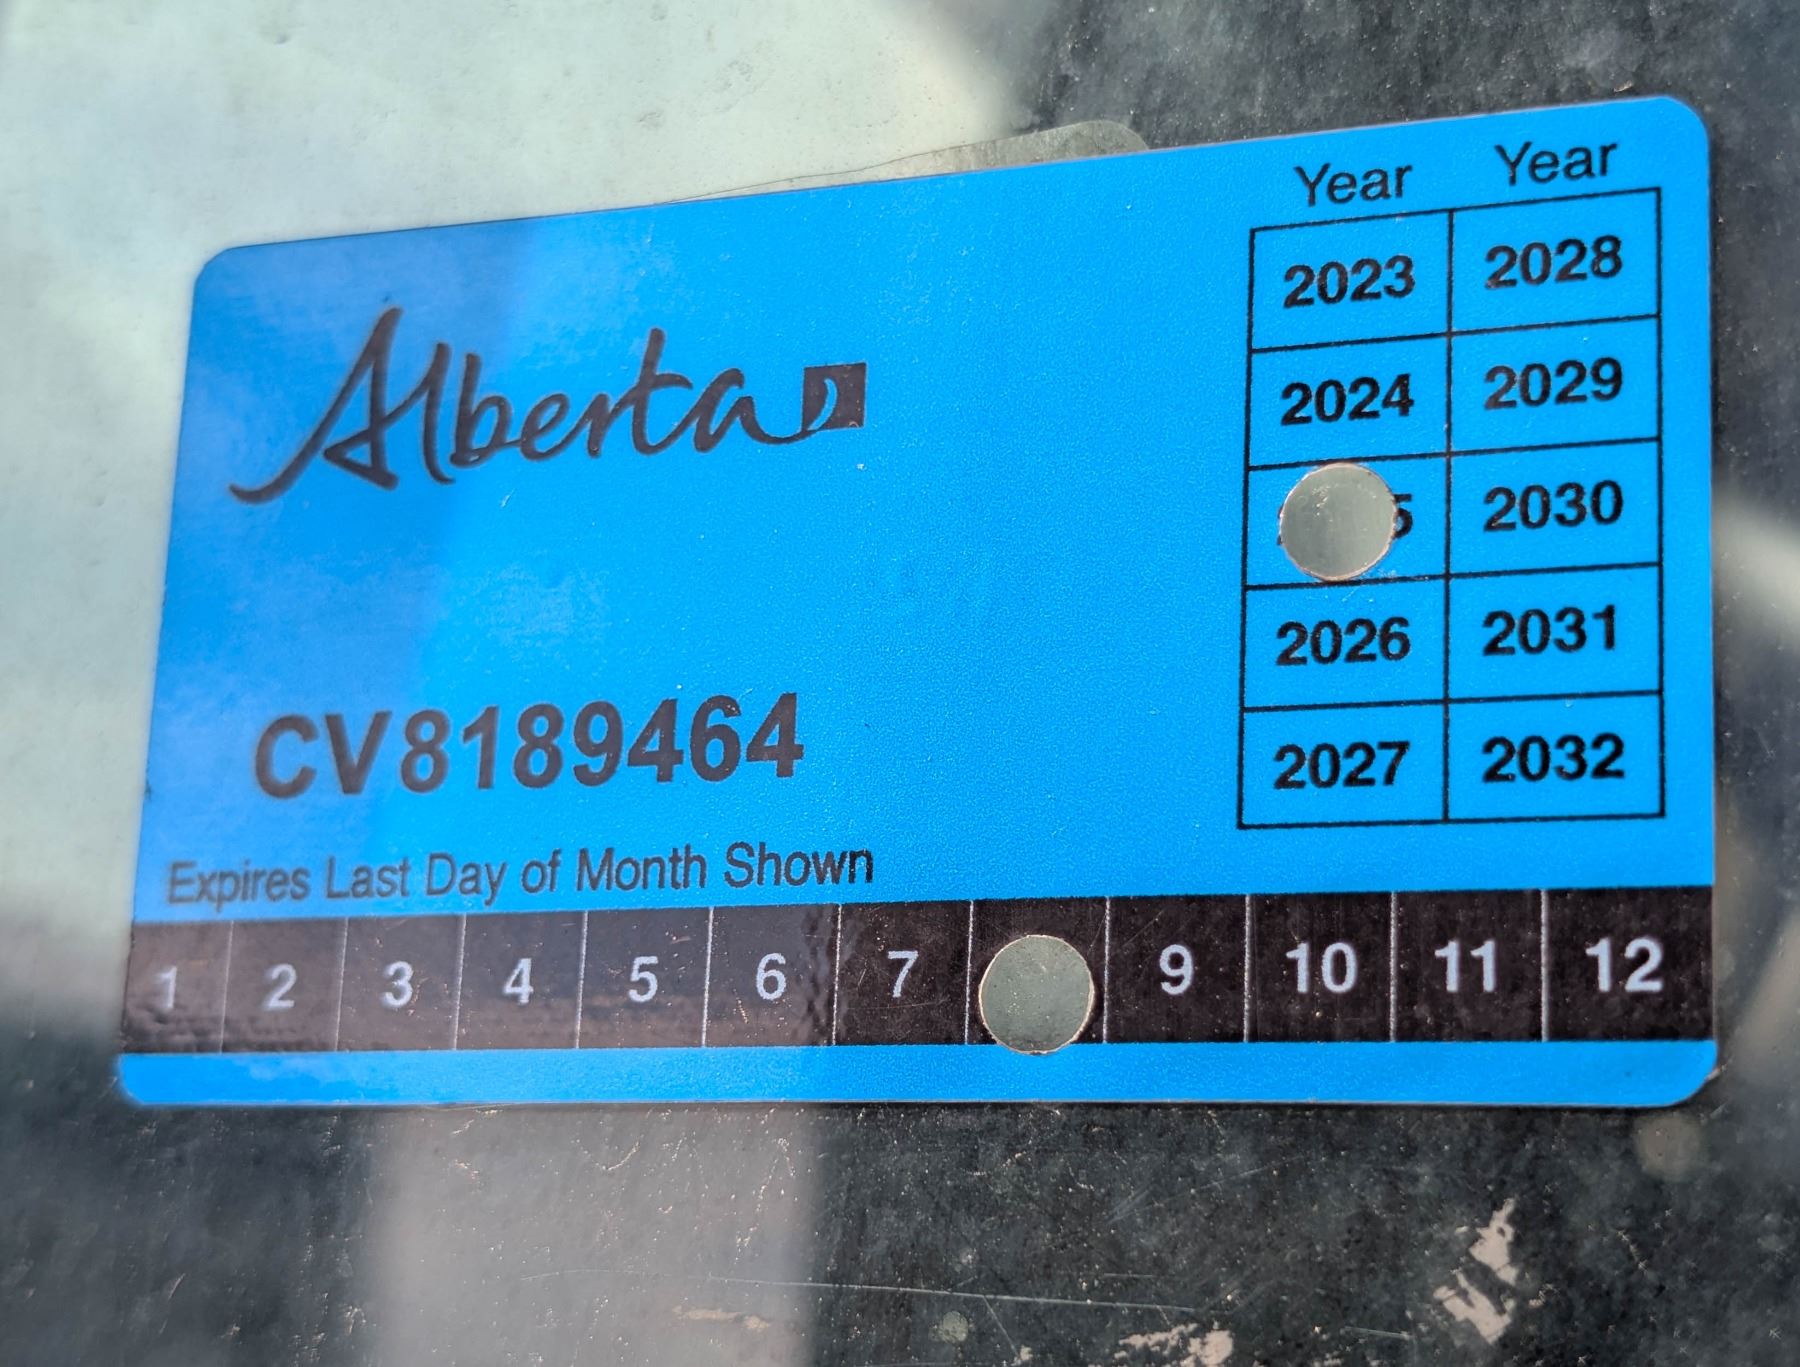 Year Year
2023 2028
2024 2029
Alberta
5 2030
2026 2031
CV8189464
2027 2032
Expires Last Day of Month Shown
1 2 3 4 5 6 7 9 10 11 12